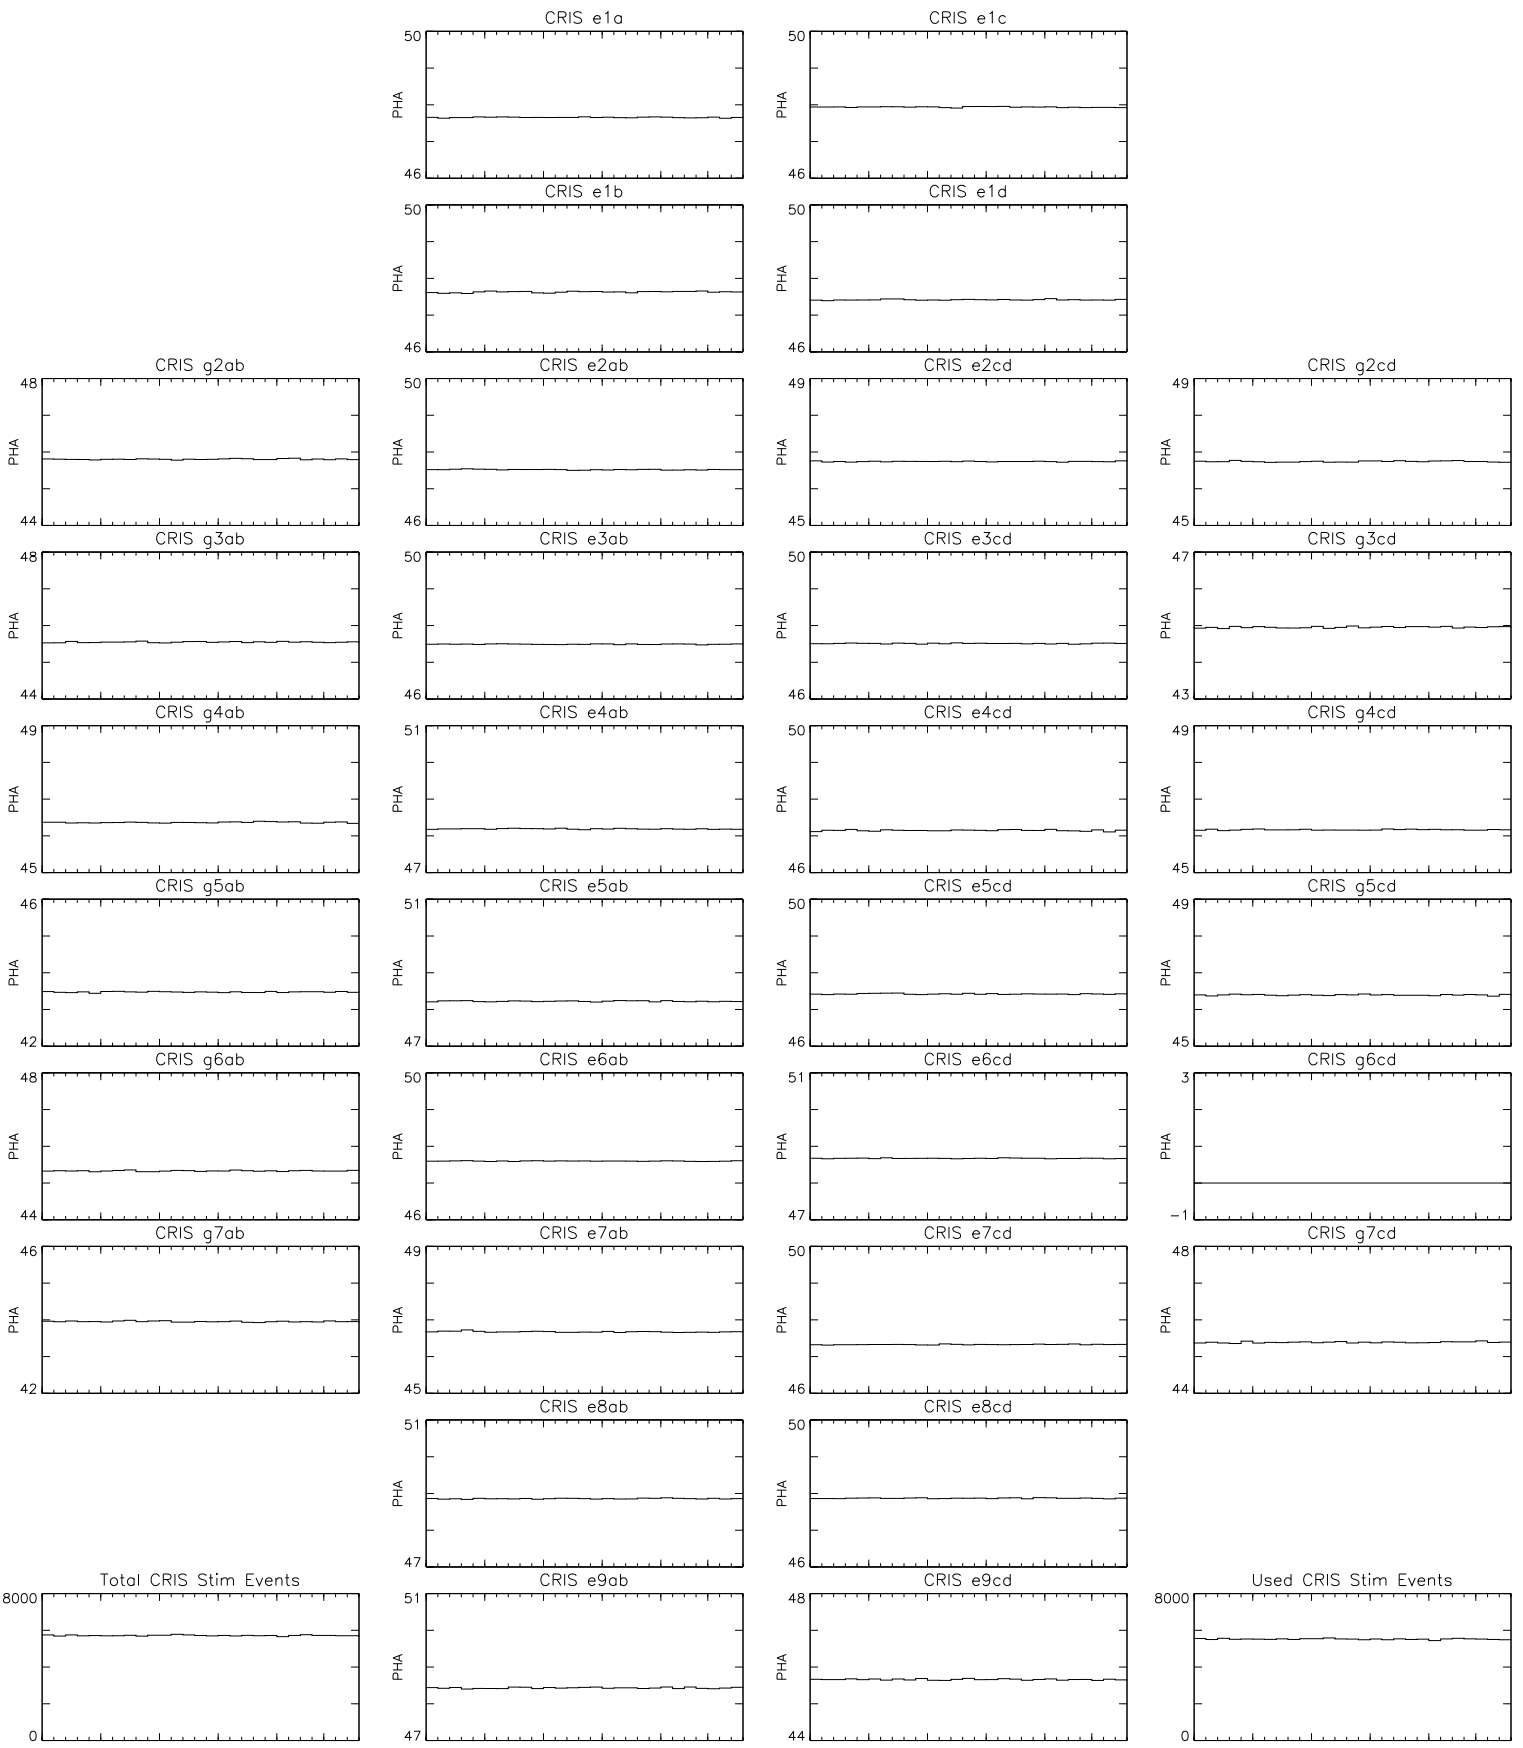 CRIS e1a
CRIS e1c
50
PHA
46
50
PHA
46
CRIS e1b
CRIS e1d
50
PHA
46
50
PHA
46
CRIS g2ab
CRIS e2ab
CRIS e2cd
CRIS g2cd
48
PHA
44
50
PHA
46
49
PHA
45
49
PHA
45
CRIS g3ab
CRIS e3ab
CRIS e3cd
CRIS g3cd
48
PHA
44
50
PHA
46
50
PHA
46
47
PHA
43
CRIS g4ab
CRIS e4ab
CRIS e4cd
CRIS g4cd
49
PHA
45
51
PHA
47
50
PHA
46
49
PHA
45
CRIS g5ab
CRIS e5ab
CRIS e5cd
CRIS g5cd
46
PHA
42
51
PHA
47
50
PHA
46
49
PHA
45
CRIS g6ab
CRIS e6ab
CRIS e6cd
CRIS g6cd
48
PHA
44
50
PHA
46
51
PHA
47
3
PHA
-1
CRIS g7ab
CRIS e7ab
CRIS e7cd
CRIS g7cd
46
PHA
42
49
PHA
45
50
PHA
46
48
PHA
44
CRIS e8ab
CRIS e8cd
51
PHA
47
50
PHA
46
Total CRIS Stim Events
CRIS e9ab
CRIS e9cd
Used CRIS Stim Events
8000
0
51
PHA
47
48
PHA
44
8000
0